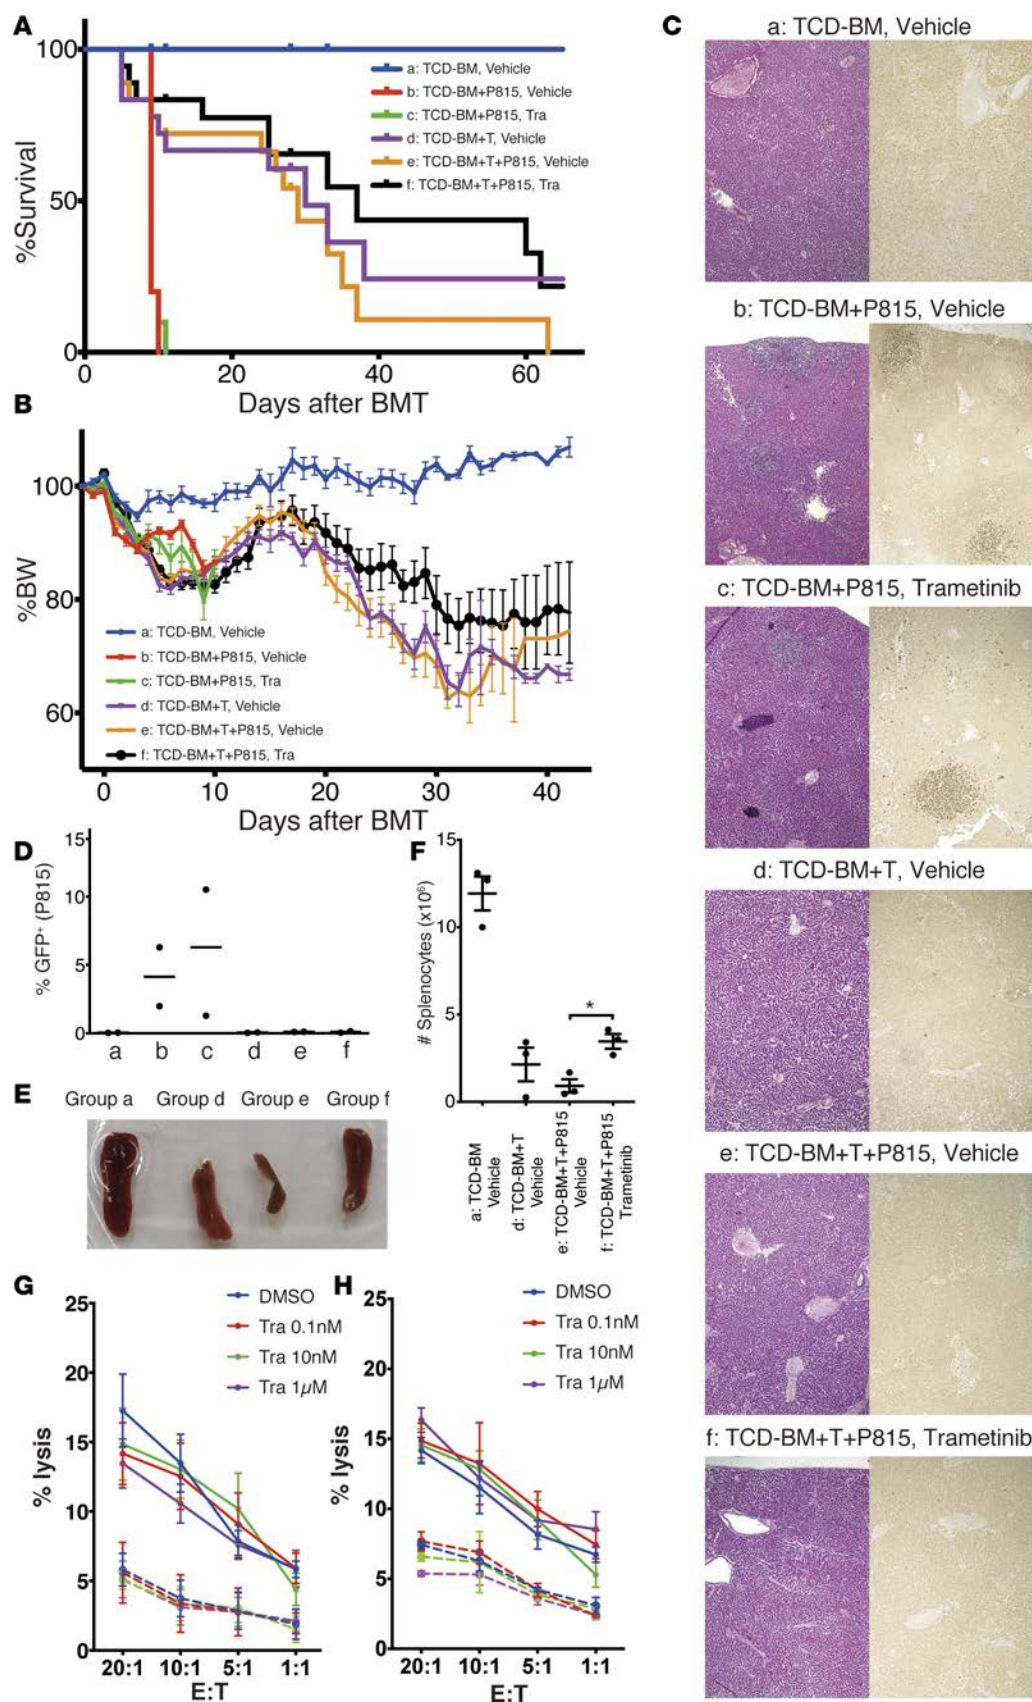 A
100
50
0
%Survival
a: TCD-BM, Vehicle
b: TCD-BM+P815, Vehicle
c: TCD-BM+P815, Tra
d: TCD-BM+T, Vehicle
e: TCD-BM+T+P815, Vehicle
f: TCD-BM+T+P815, Tra
0 20 40 60
Days after BMT
B
100
80
60
%BW
a: TCD-BM, Vehicle
b: TCD-BM+P815, Vehicle
c: TCD-BM+P815, Tra
d: TCD-BM+T, Vehicle
e: TCD-BM+T+P815, Vehicle
f: TCD-BM+T+P815, Tra
0 10 20 30 40
Days after BMT
C
a: TCD-BM, Vehicle
b: TCD-BM+P815, Vehicle
c: TCD-BM+P815, Trametinib
d: TCD-BM+T, Vehicle
e: TCD-BM+T+P815, Vehicle
f: TCD-BM+T+P815, Trametinib
D
15
10
5
0
% GFP⁺ (P815)
a b c d e f
E
Group a Group d Group e Group f
F
15
10
5
0
# Splenocytes (x10⁶)
*
a: TCD-BM
Vehicle
d: TCD-BM+T
Vehicle
e: TCD-BM+T+P815
Vehicle
f: TCD-BM+T+P815
Trametinib
G
25
20
15
10
5
0
% lysis
DMSO
Tra 0.1nM
Tra 10nM
Tra 1µM
20:1 10:1 5:1 1:1
E:T
H
25
20
15
10
5
0
% lysis
DMSO
Tra 0.1nM
Tra 10nM
Tra 1µM
20:1 10:1 5:1 1:1
E:T